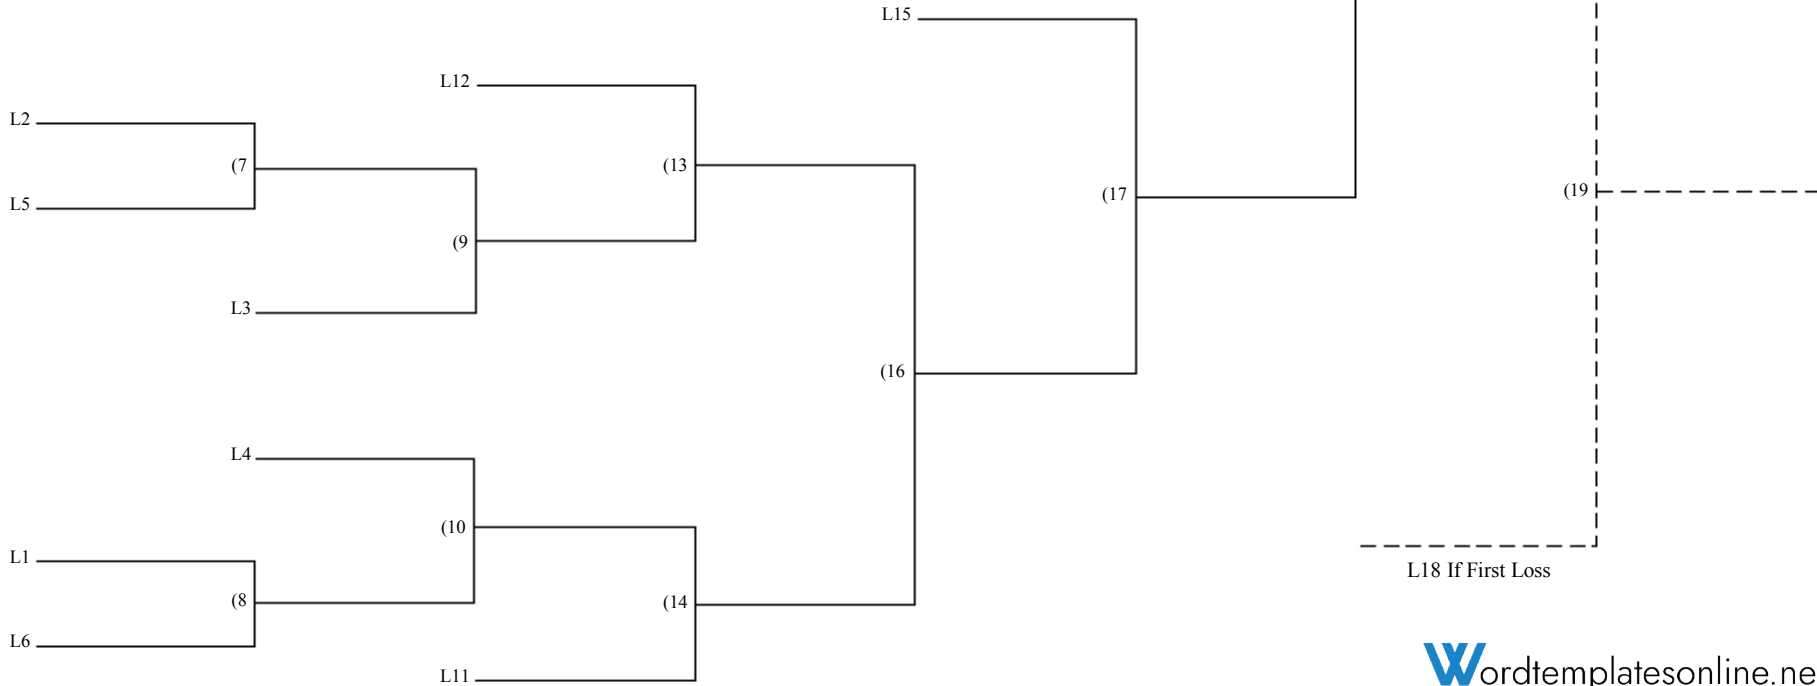 L15
L12
L2
(7
(13
L5
(17
(19
(9
L3
(16
L4
(10
L1
L18 If First Loss
(8
(14
L6
L11
Wordtemplatesonline.ne